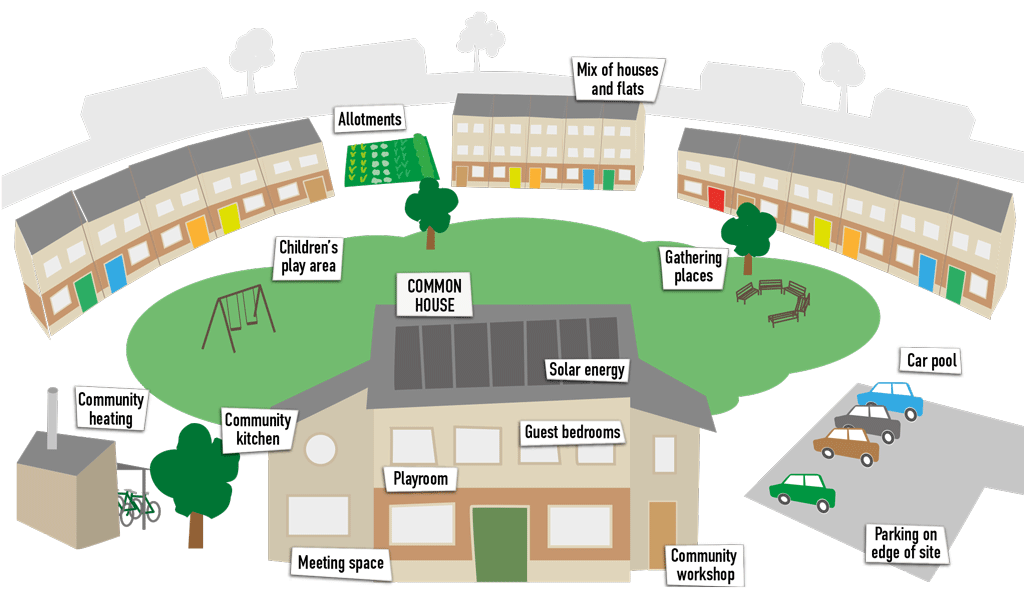 Mix of houses
and flats
Allotments
Children's
play area
Gathering
places
COMMON
HOUSE
Solar energy
Car pool
Community
heating
Community
kitchen
Guest bedrooms
Playroom
Meeting space
Community
workshop
Parking on
edge of site